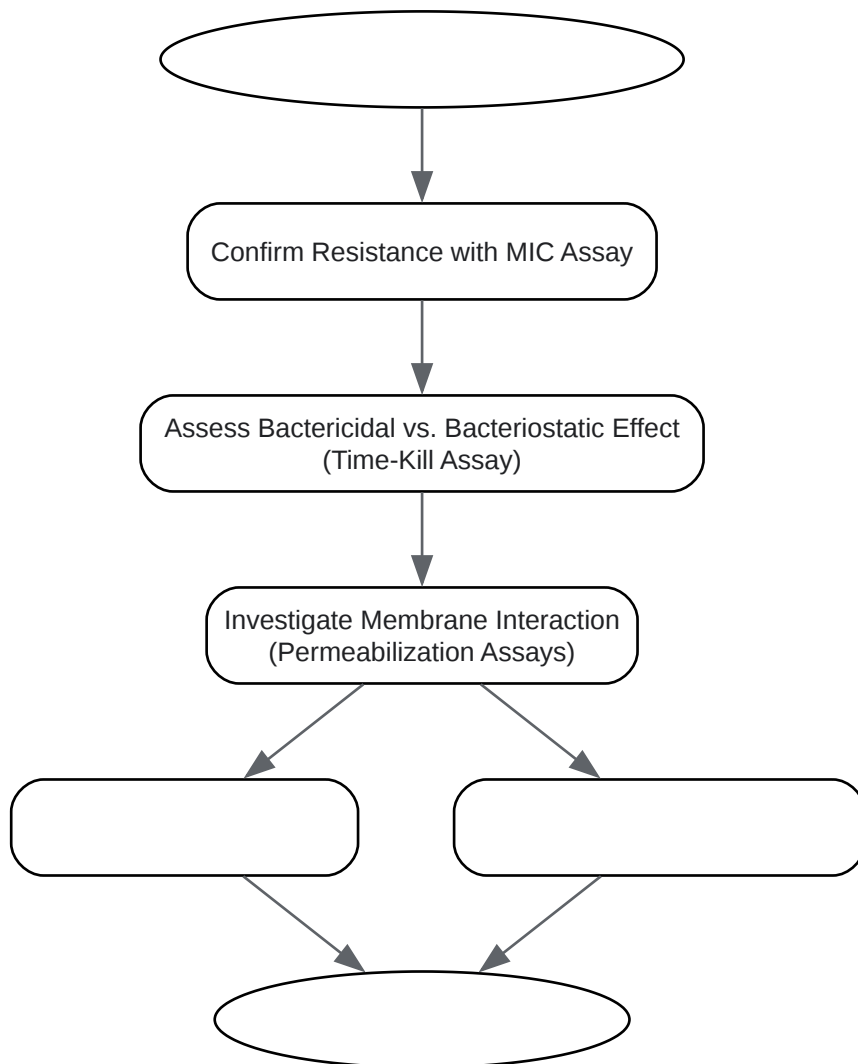 Confirm Resistance with MIC Assay
Assess Bactericidal vs. Bacteriostatic Effect
(Time-Kill Assay)
Investigate Membrane Interaction
(Permeabilization Assays)